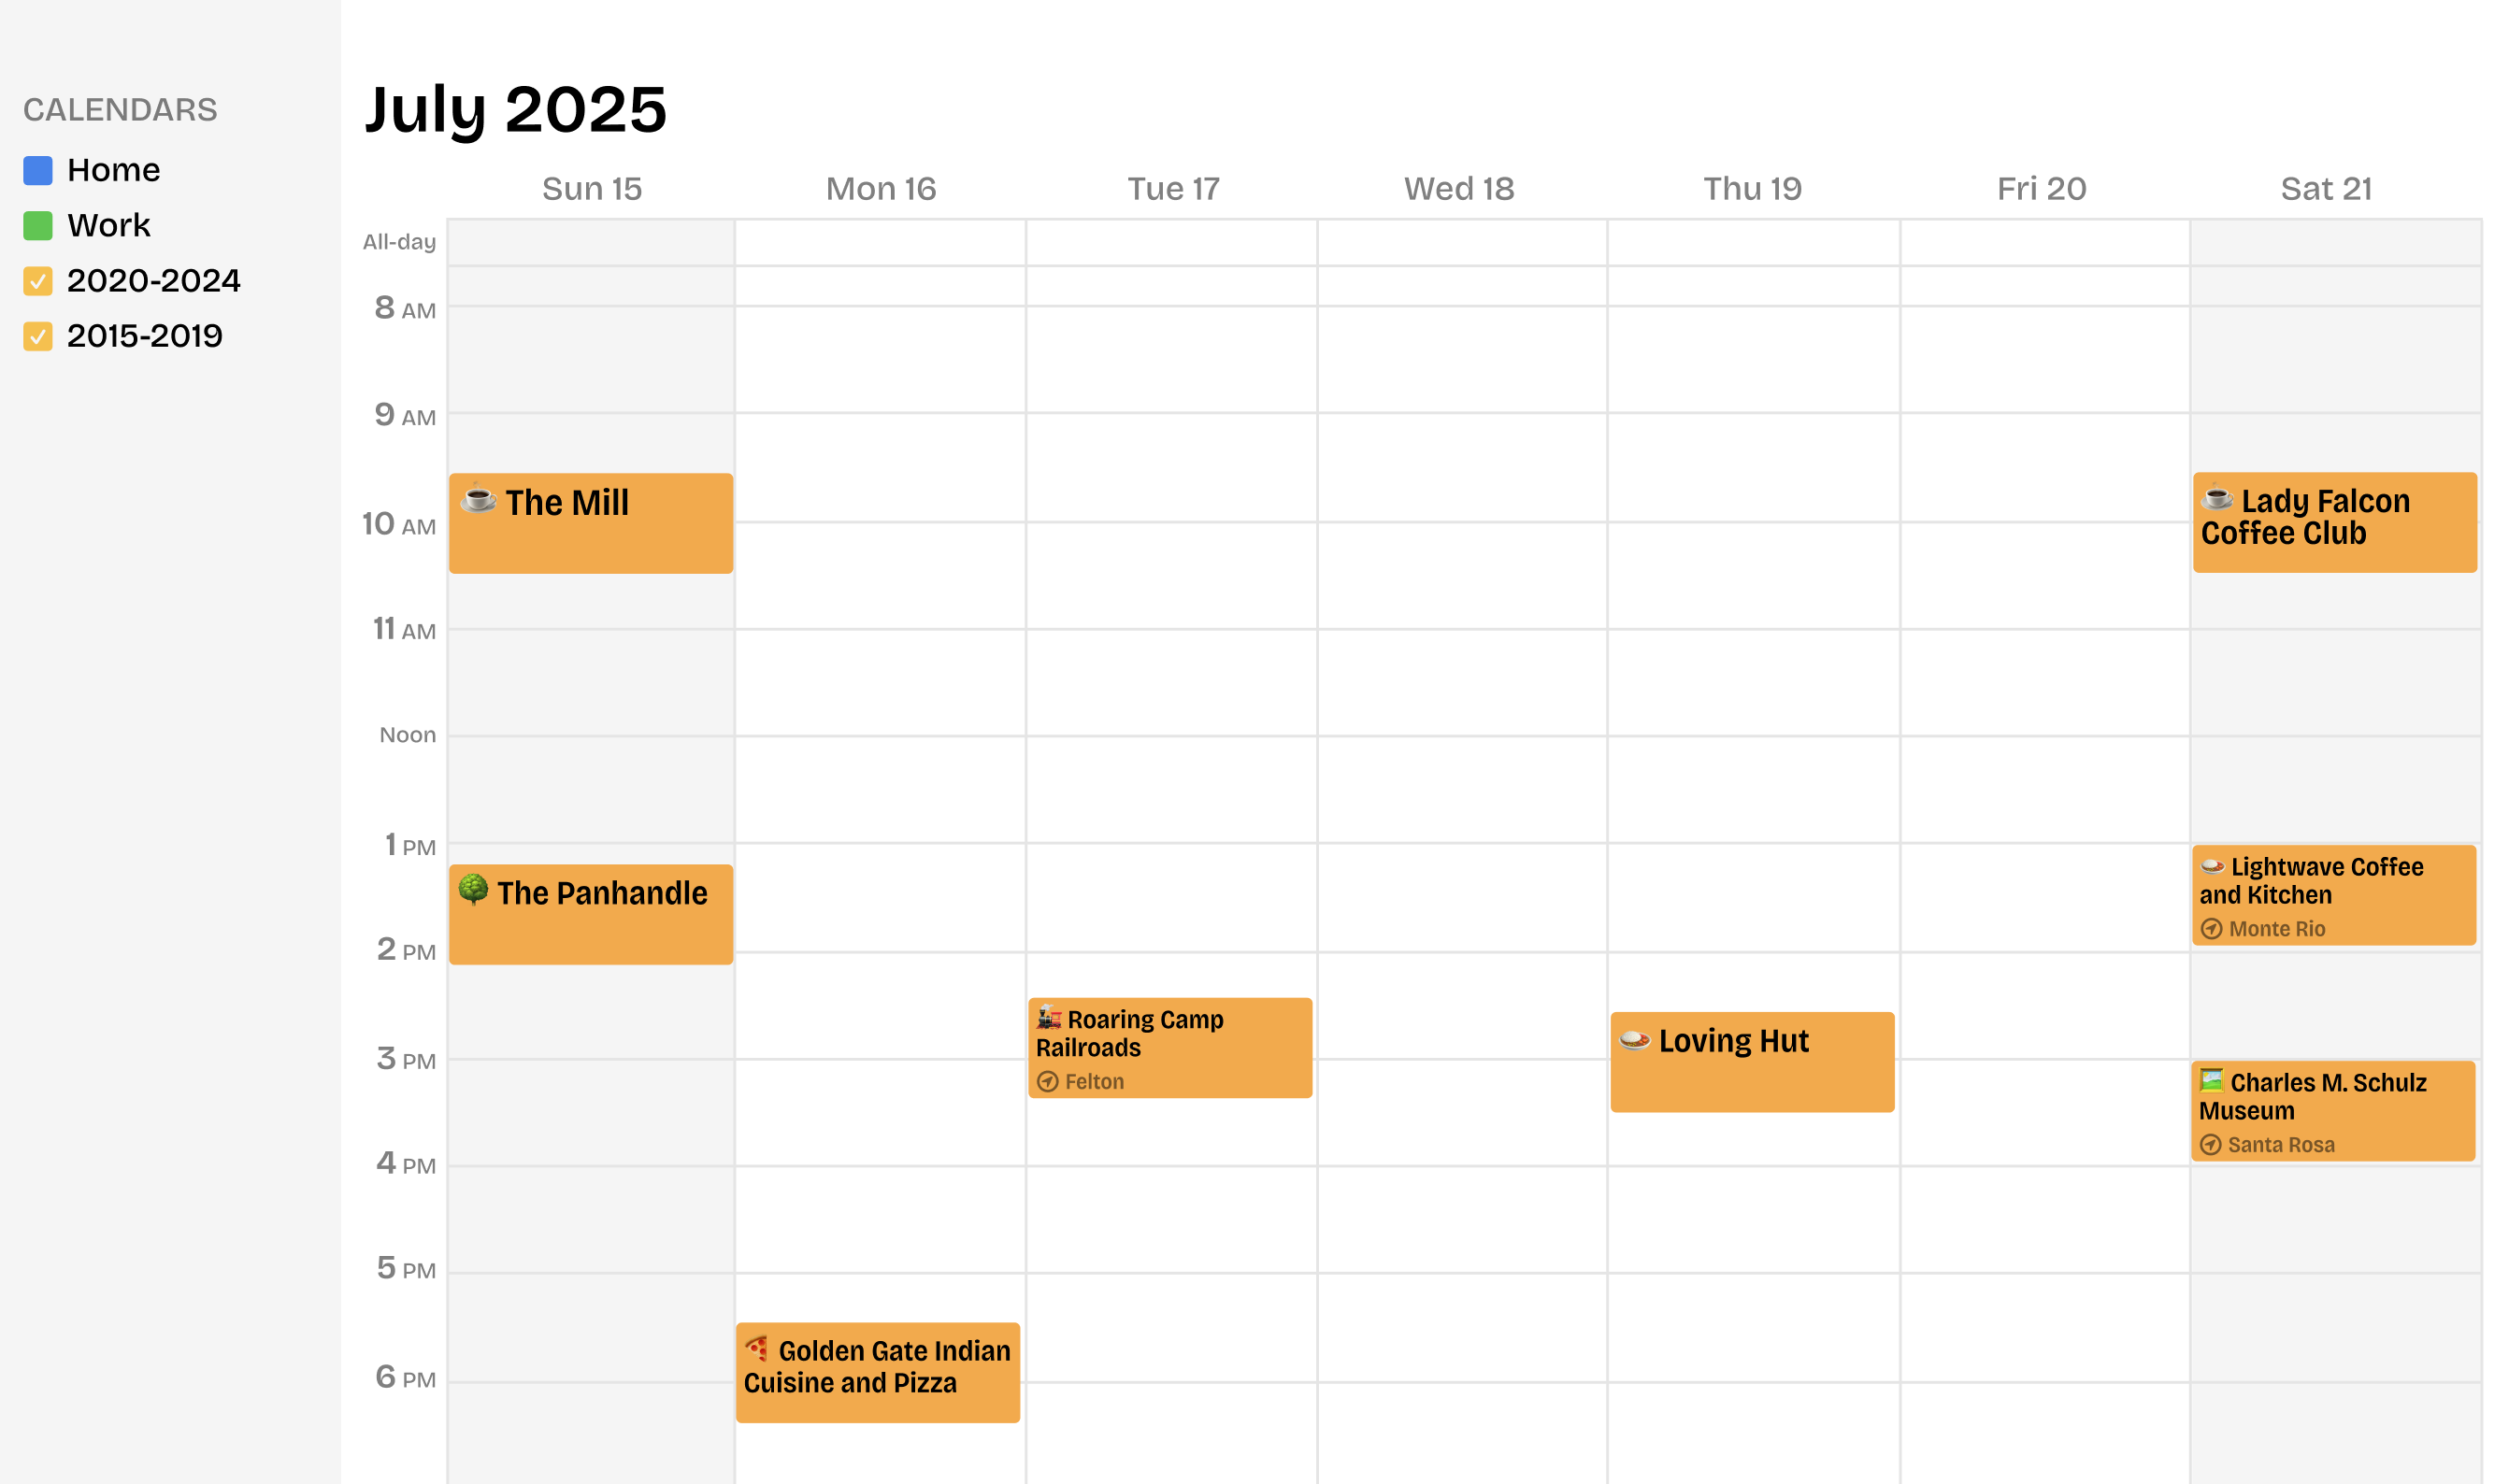 CALENDARS
Home
Work
2020-2024
2015-2019
July 2025
Sun 15
Mon 16
Tue 17
Wed 18
Thu 19
Fri 20
Sat 21
All-day
8 AM
9 AM
10 AM
11 AM
Noon
1 PM
2 PM
3 PM
4 PM
5 PM
6 PM
The Mill
The Panhandle
Golden Gate Indian
Cuisine and Pizza
Roaring Camp
Railroads
Felton
Loving Hut
Lady Falcon
Coffee Club
Lightwave Coffee
and Kitchen
Monte Rio
Charles M. Schulz
Museum
Santa Rosa